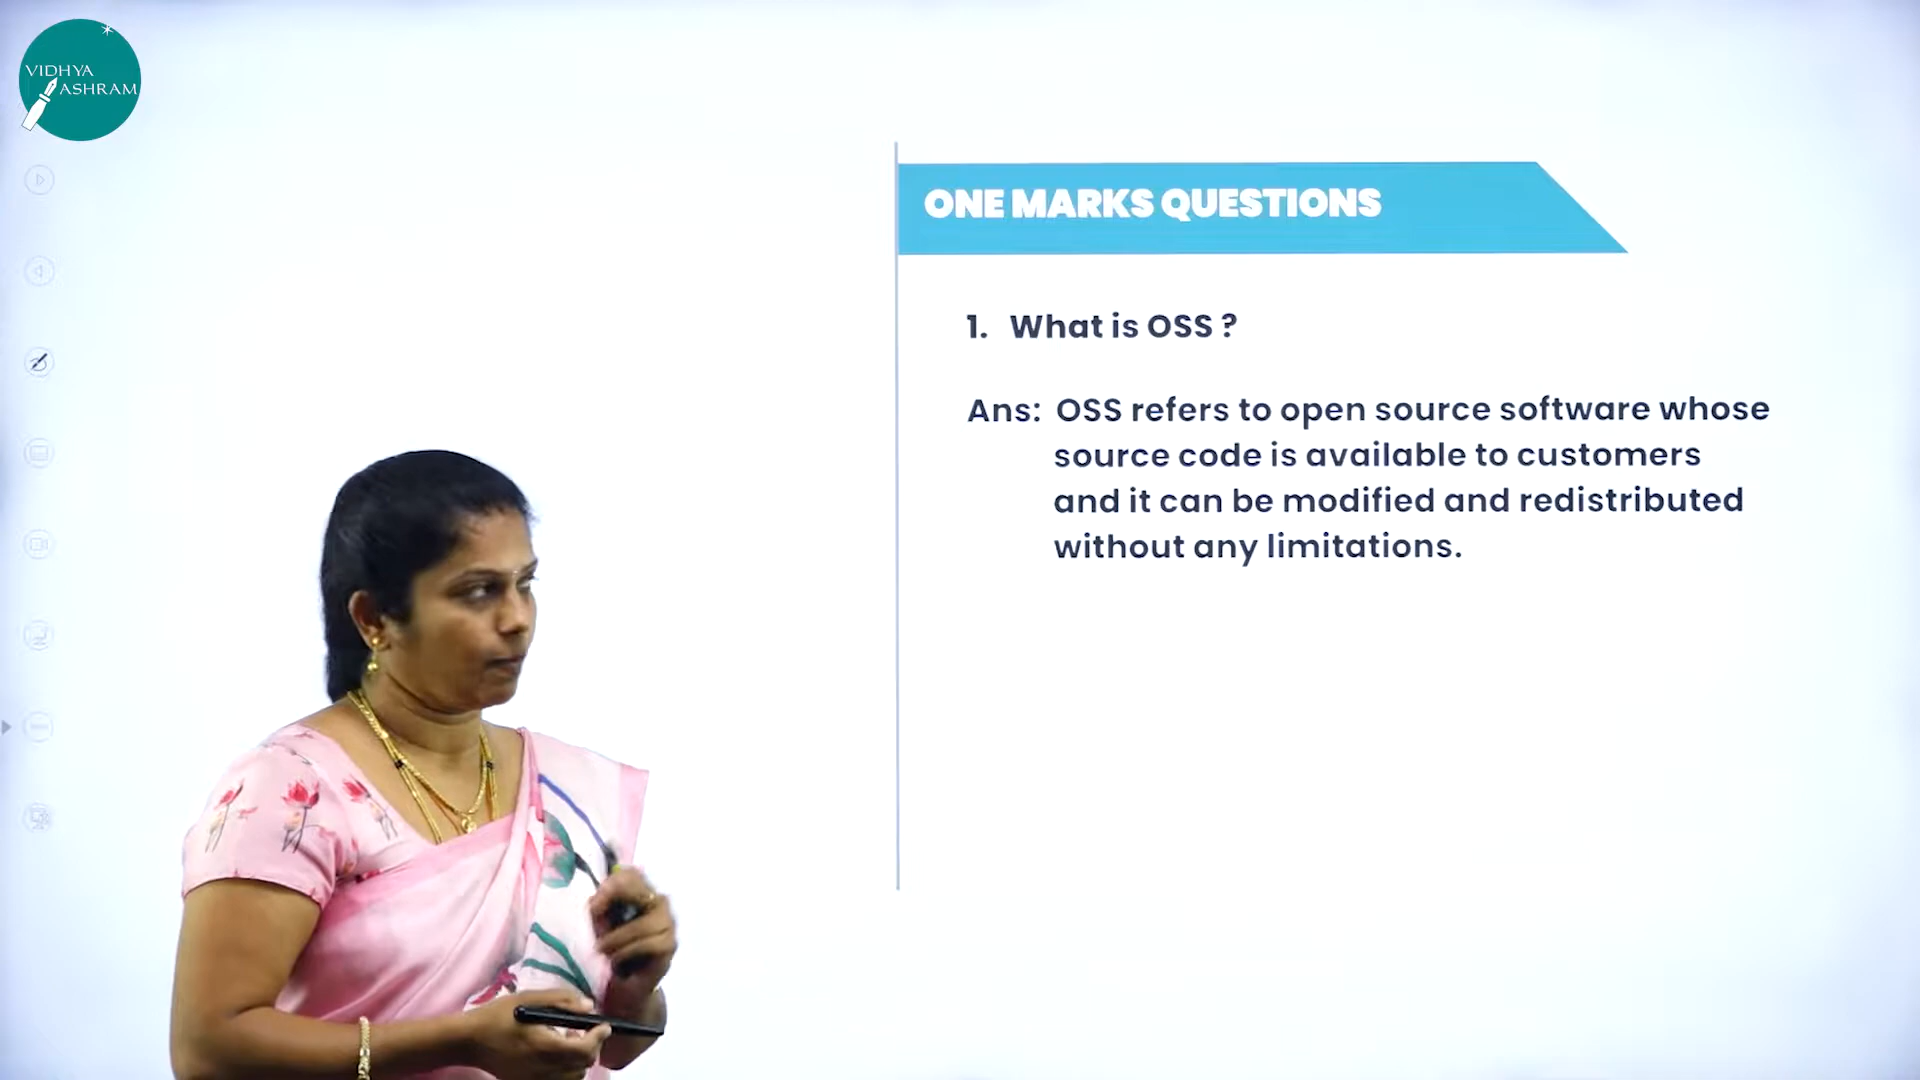 VIDHYA
ASHRAM
ONE MARKS QUESTIONS
1. What is OSS ?
Ans: OSS refers to open source software whose
source code is available to customers
and it can be modified and redistributed
without any limitations.